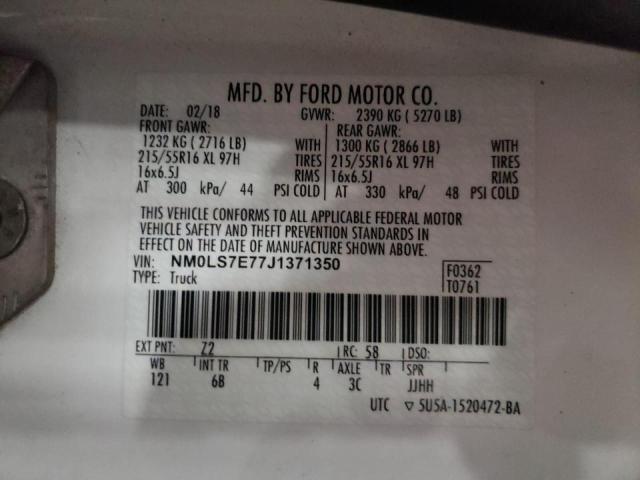 MFD. BY FORD MOTOR CO.
DATE: 02/18 GVWR: 2390 KG ( 5270 LB)
FRONT GAWR: REAR GAWR:
1232 KG ( 2716 LB) WITH 1300 KG ( 2866 LB) WITH
215/55R16 XL 97H TIRES 215/55R16 XL 97H TIRES
16x6.5J RIMS 16x6.5J RIMS
AT 300 kPa/ 44 PSI COLD AT 330 kPa/ 48 PSI COLD
THIS VEHICLE CONFORMS TO ALL APPLICABLE FEDERAL MOTOR
VEHICLE SAFETY AND THEFT PREVENTION STANDARDS IN
EFFECT ON THE DATE OF MANUFACTURE SHOWN ABOVE.
VIN: NM0LS7E77J1371350
TYPE: Truck
F0362
T0761
EXT PNT: Z2 RC: 58 DSO:
WB INT TR TP/PS R AXLE TR SPR
121 6B 4 3C JJHH
UTC ▽ 5U5A-1520472-BA